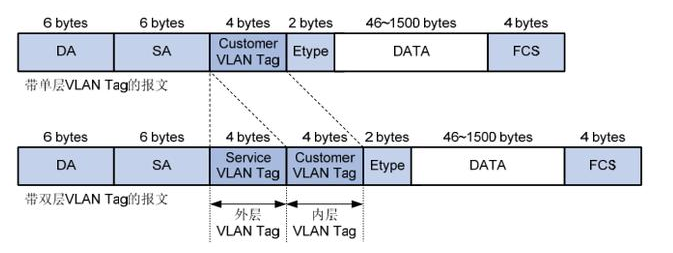 6 bytes 6 bytes 4 bytes 2 bytes 46~1500 bytes 4 bytes
DA SA Customer VLAN Tag Etype DATA FCS
带单层VLAN Tag的报文
6 bytes 6 bytes 4 bytes 4 bytes 2 bytes 46~1500 bytes 4 bytes
DA SA Service VLAN Tag Customer VLAN Tag Etype DATA FCS
带双层VLAN Tag的报文
外层 VLAN Tag 内层 VLAN Tag